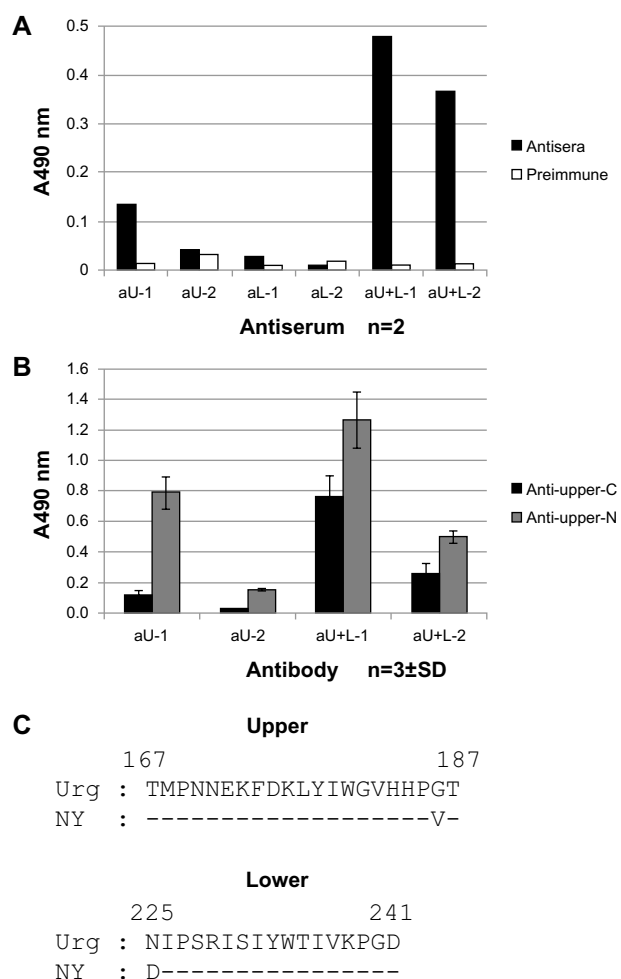 A
0.5
0.4
0.3
0.2
0.1
0
A490 nm
Antisera
Preimmune
aU-1 aU-2 aL-1 aL-2 aU+L-1 aU+L-2
Antiserum n=2
B
1.6
1.4
1.2
1.0
0.8
0.6
0.4
0.2
0.0
A490 nm
Anti-upper-C
Anti-upper-N
aU-1 aU-2 aU+L-1 aU+L-2
Antibody n=3±SD
C
Upper
167 187
Urg : TMPNNEKFDKLYIWGVHHPGT
NY : -------------------V-
Lower
225 241
Urg : NIPSRISIYWTIVKPGD
NY : D----------------